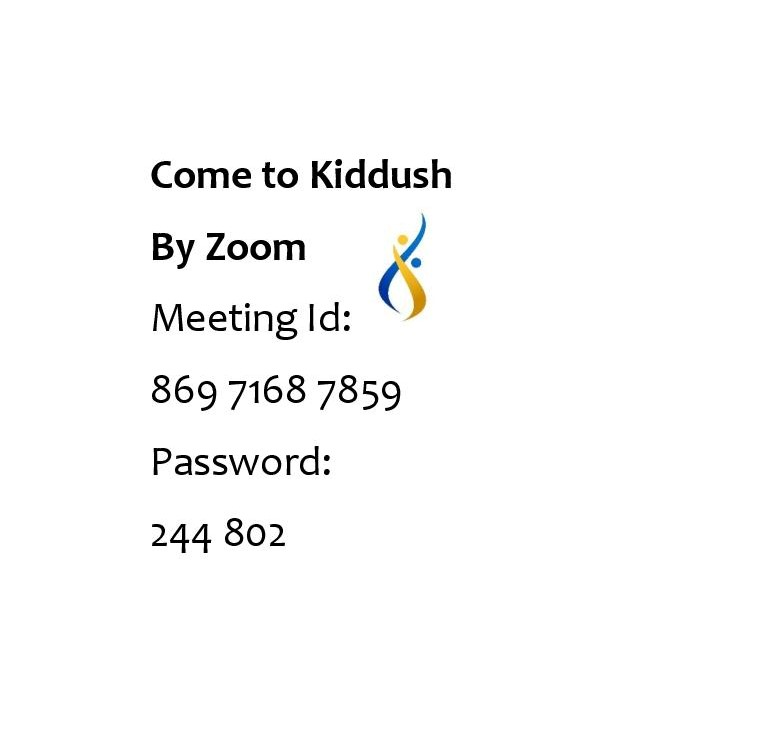 Come to Kiddush
By Zoom
Meeting Id:
869 7168 7859
Password:
244 802